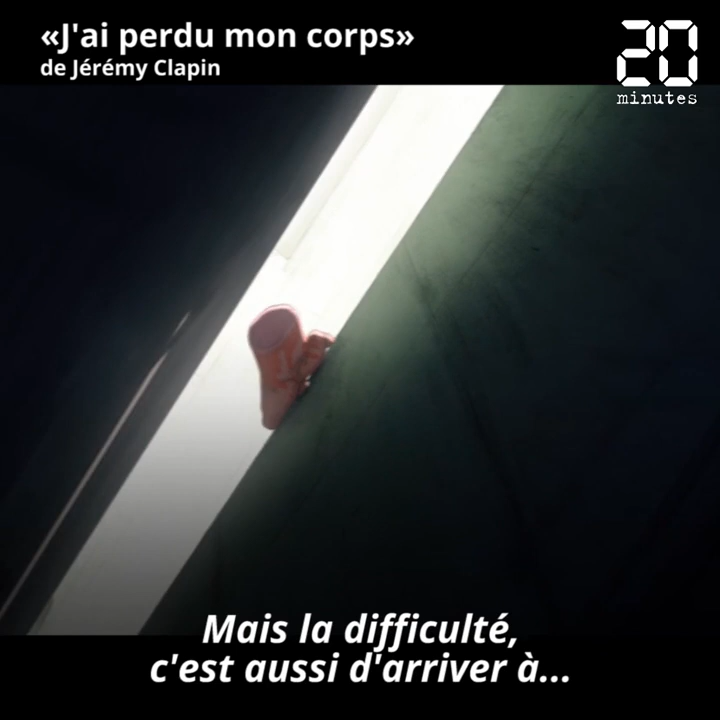 «J'ai perdu mon corps»
de Jérémy Clapin
20
minutes
Mais la difficulté,
c'est aussi d'arriver à...